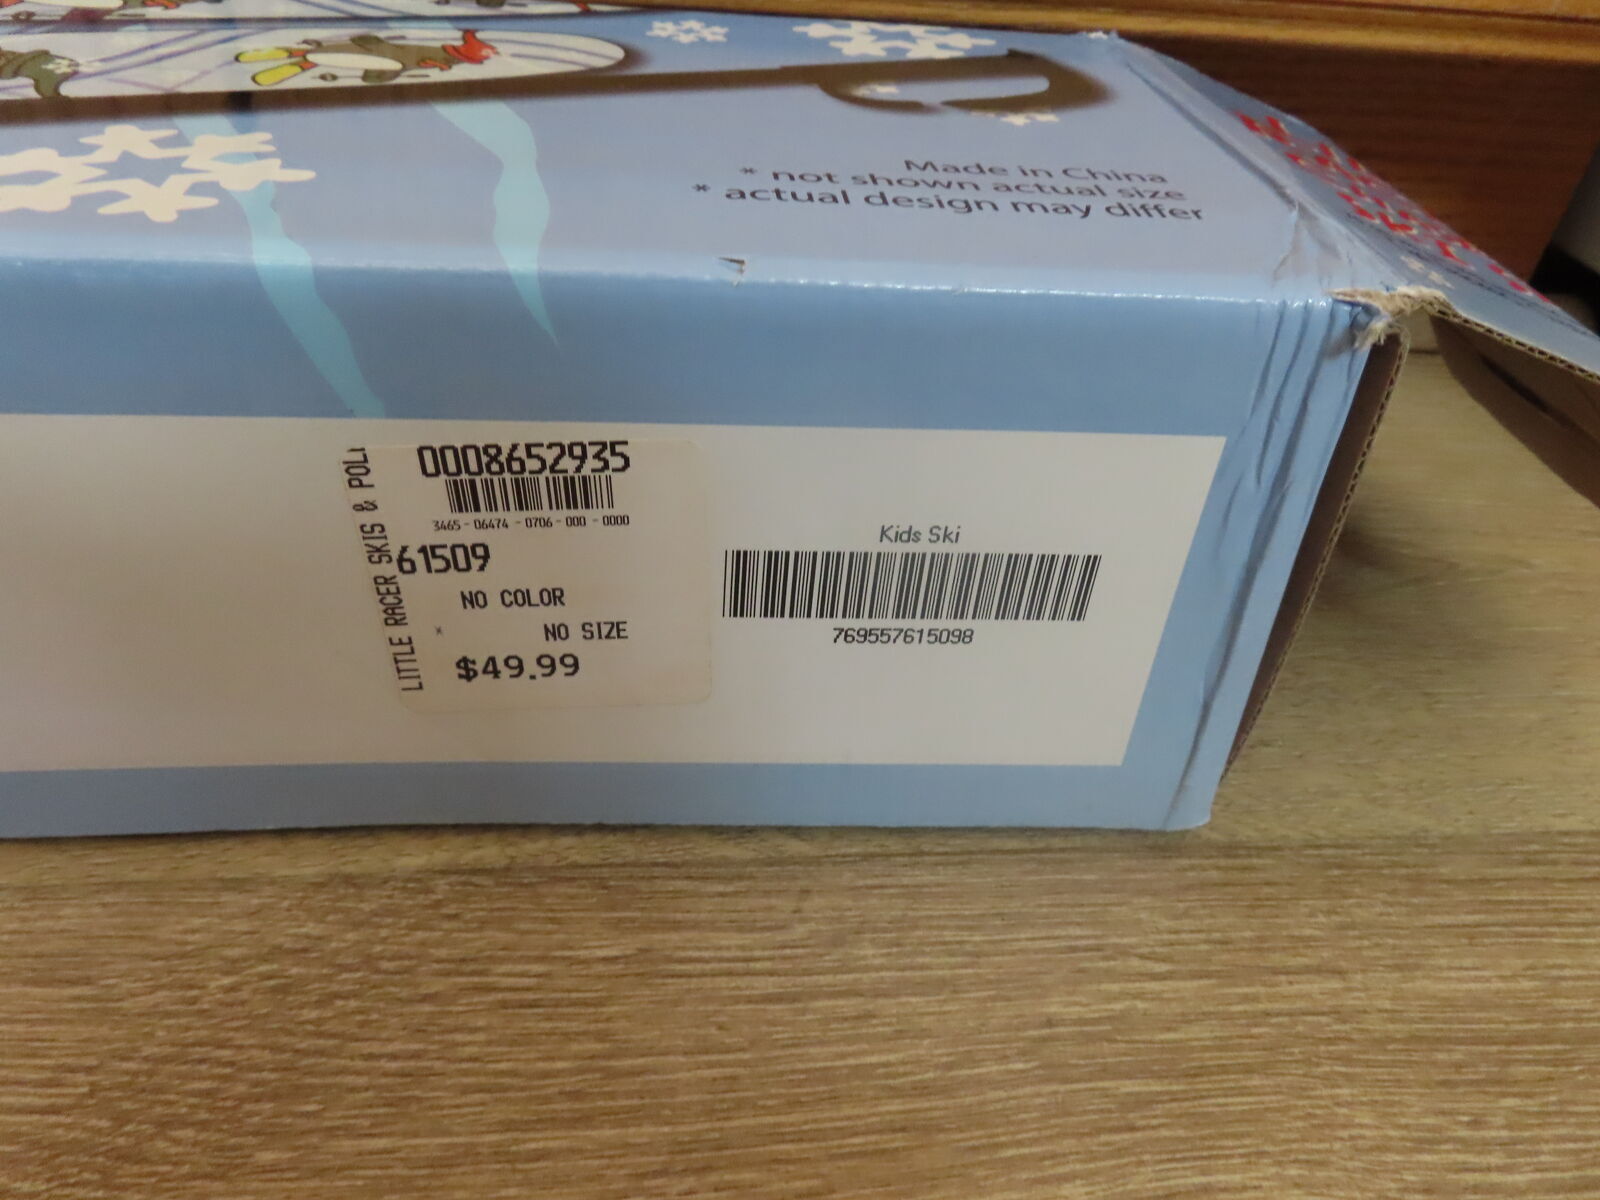 Made in China
* not shown actual size
* actual design may differ
LITTLE RACER SKIS & POL
0008652935
3465 - 06474 - 0706 - 000 - 0000
61509
NO COLOR
* NO SIZE
$49.99
Kids Ski
769557615098